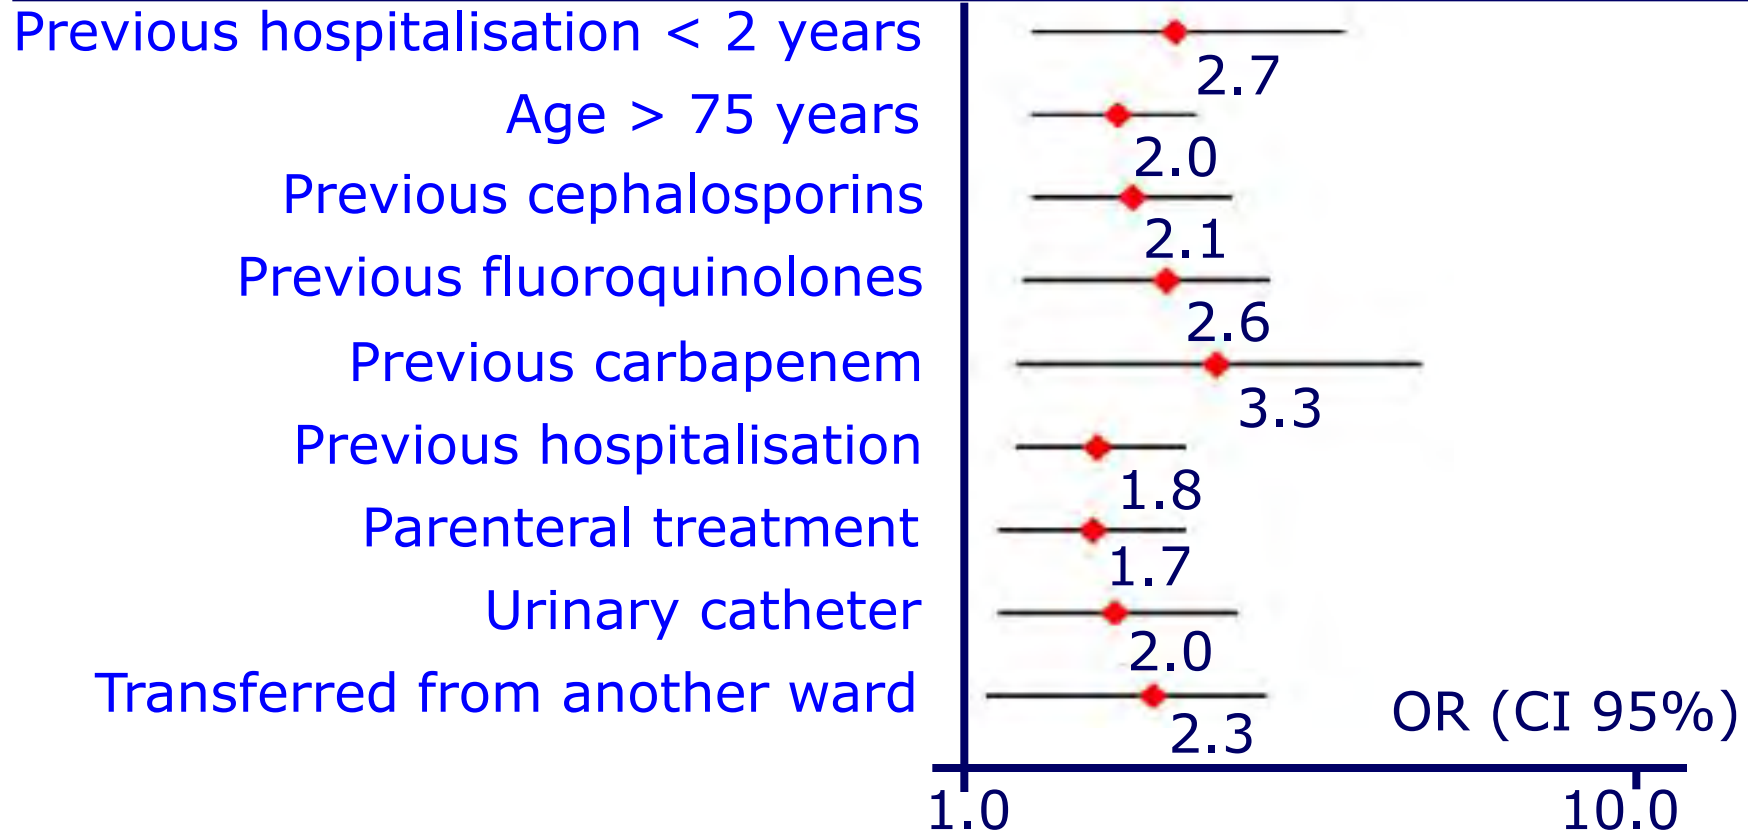 Previous hospitalisation < 2 years
2.7
Age > 75 years
2.0
Previous cephalosporins
2.1
Previous fluoroquinolones
2.6
Previous carbapenem
3.3
Previous hospitalisation
1.8
Parenteral treatment
1.7
Urinary catheter
2.0
Transferred from another ward
2.3
OR (CI 95%)
1.0
10.0